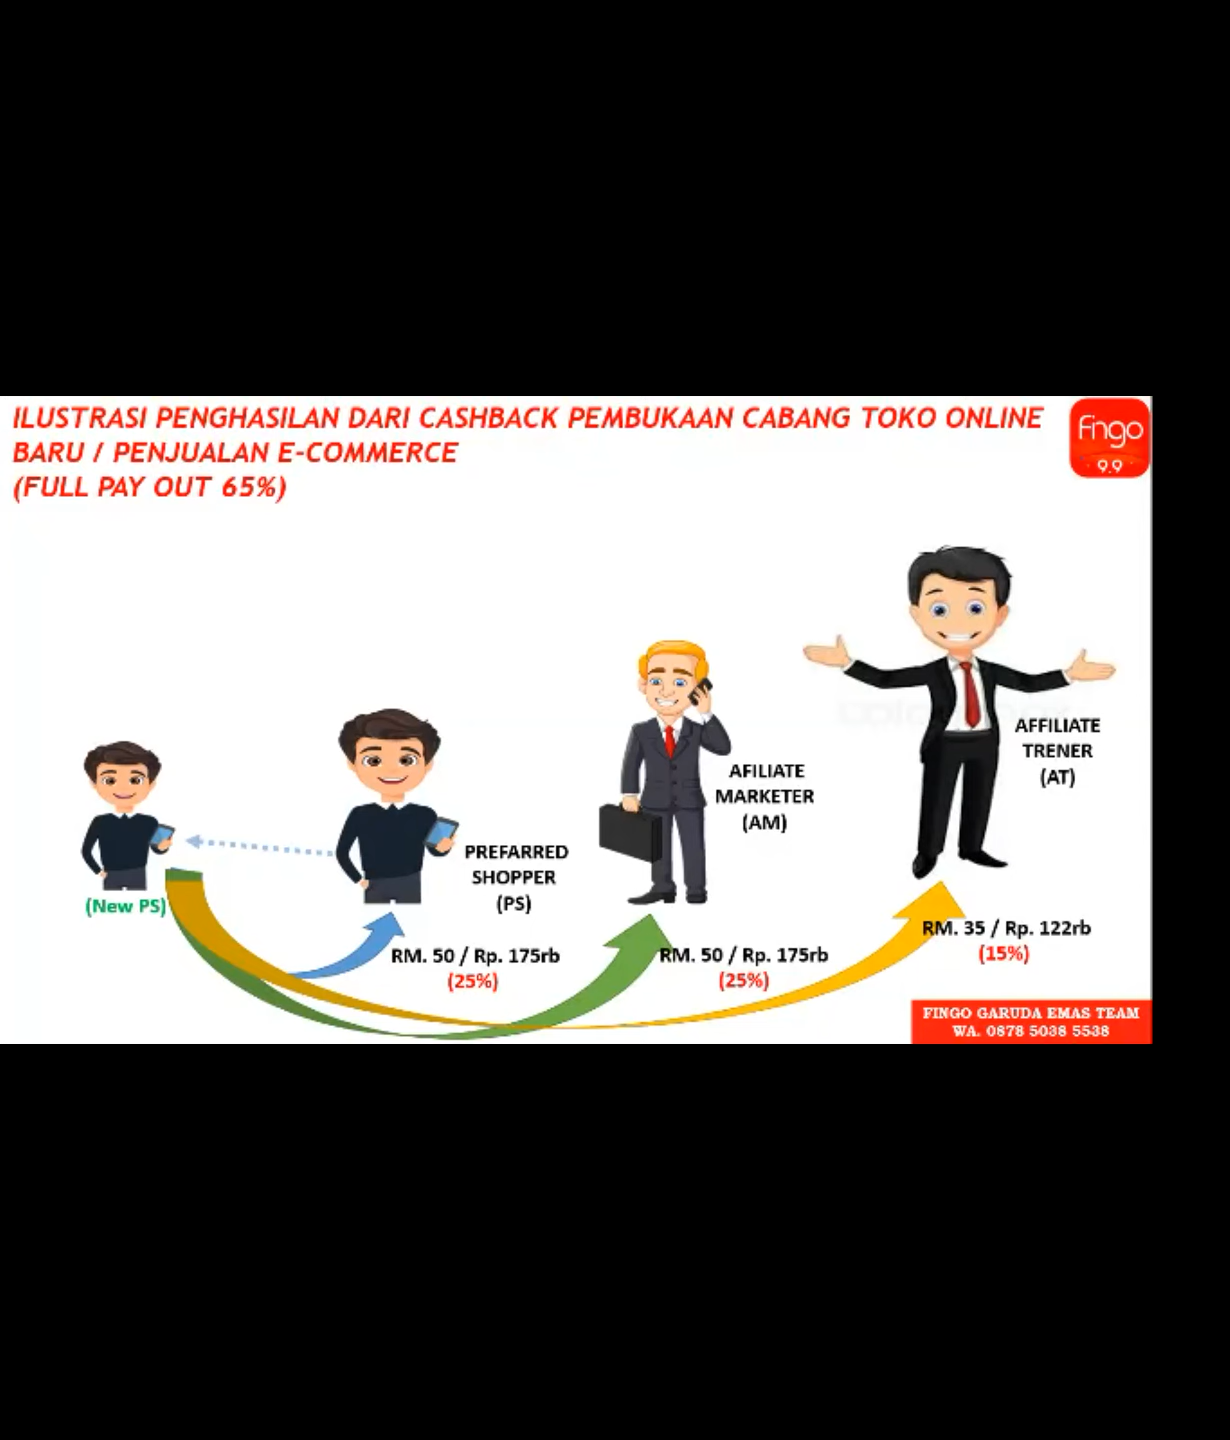 ILUSTRASI PENGHASILAN DARI CASHBACK PEMBUKAAN CABANG TOKO ONLINE
BARU / PENJUALAN E-COMMERCE
(FULL PAY OUT 65%)
fingo
9.9
AFFILIATE
TRENER
(AT)
AFILIATE
MARKETER
(AM)
PREFARRED
SHOPPER
(PS)
(New PS)
RM. 50 / Rp. 175rb
(25%)
RM. 50 / Rp. 175rb
(25%)
RM. 35 / Rp. 122rb
(15%)
FINGO GARUDA EMAS TEAM
WA. 0878 5038 5538